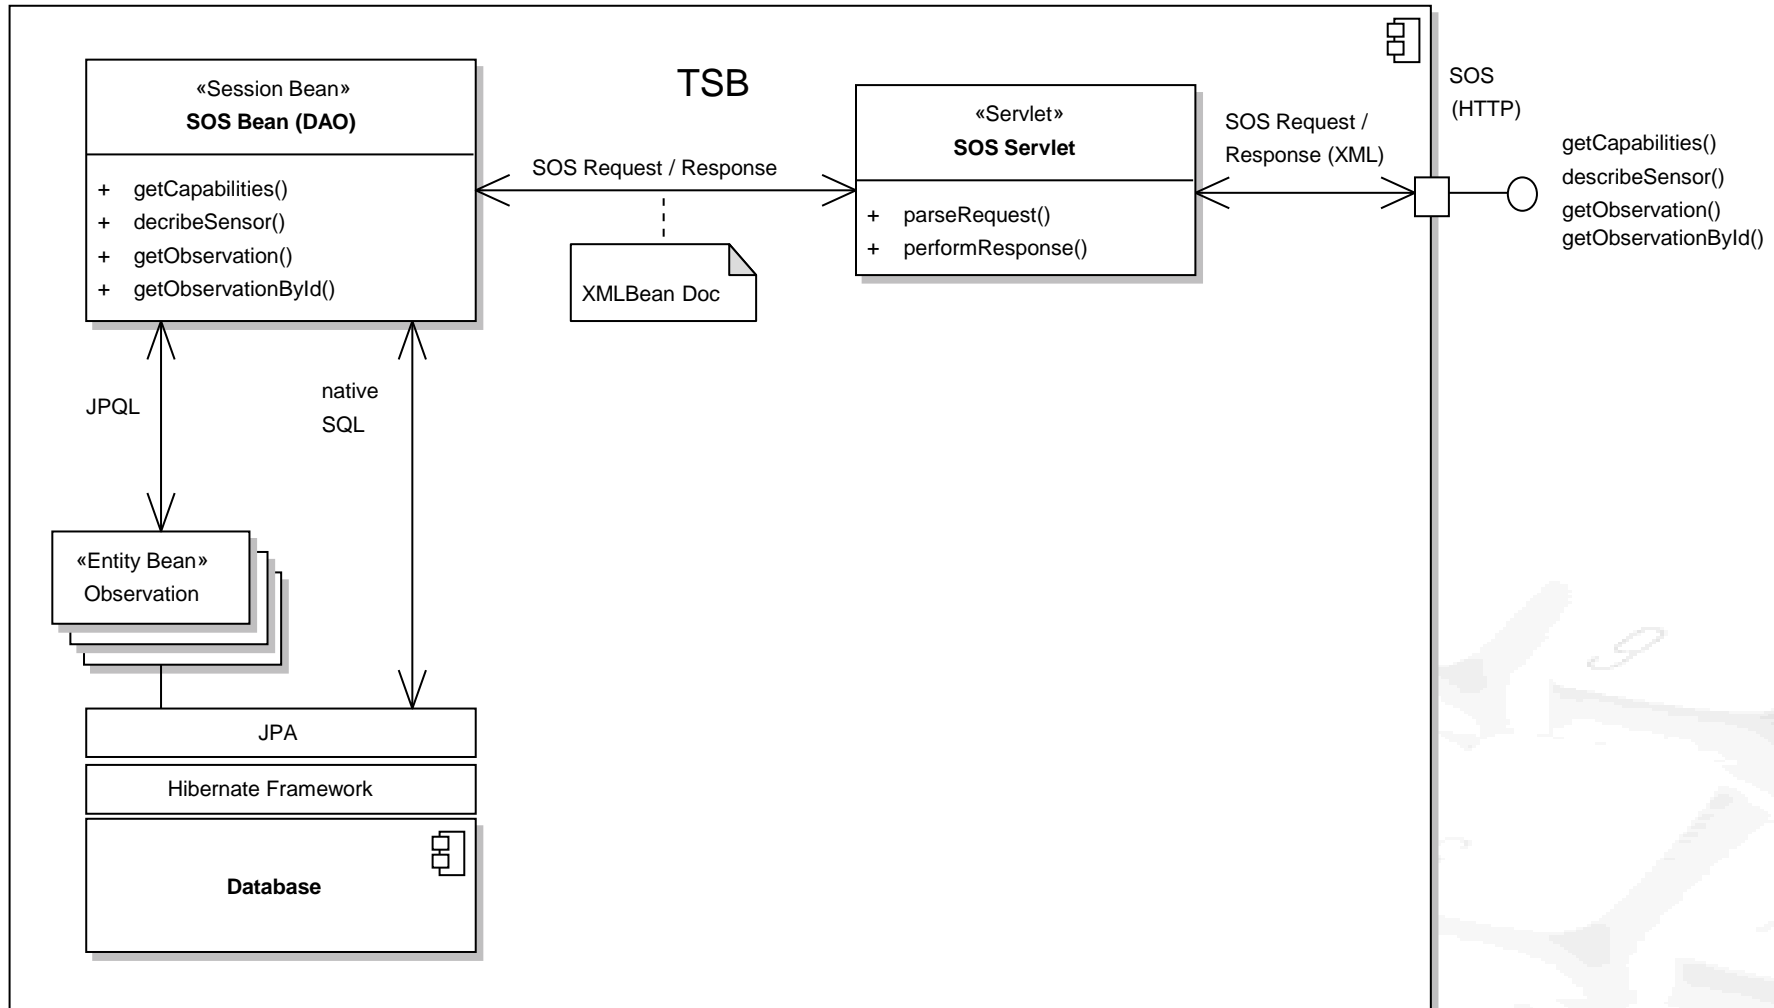 TSB
«Session Bean»
SOS Bean (DAO)
+ getCapabilities()
+ decribeSensor()
+ getObservation()
+ getObservationById()
SOS Request / Response
XMLBean Doc
«Servlet»
SOS Servlet
+ parseRequest()
+ performResponse()
SOS Request /
Response (XML)
SOS
(HTTP)
getCapabilities()
describeSensor()
getObservation()
getObservationById()
JPQL
native
SQL
«Entity Bean»
Observation
JPA
Hibernate Framework
Database